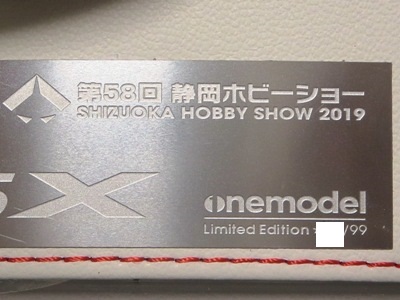 第58回 静岡ホビーショー
SHIZUOKA HOBBY SHOW 2019
X
onemodel
Limited Edition /99